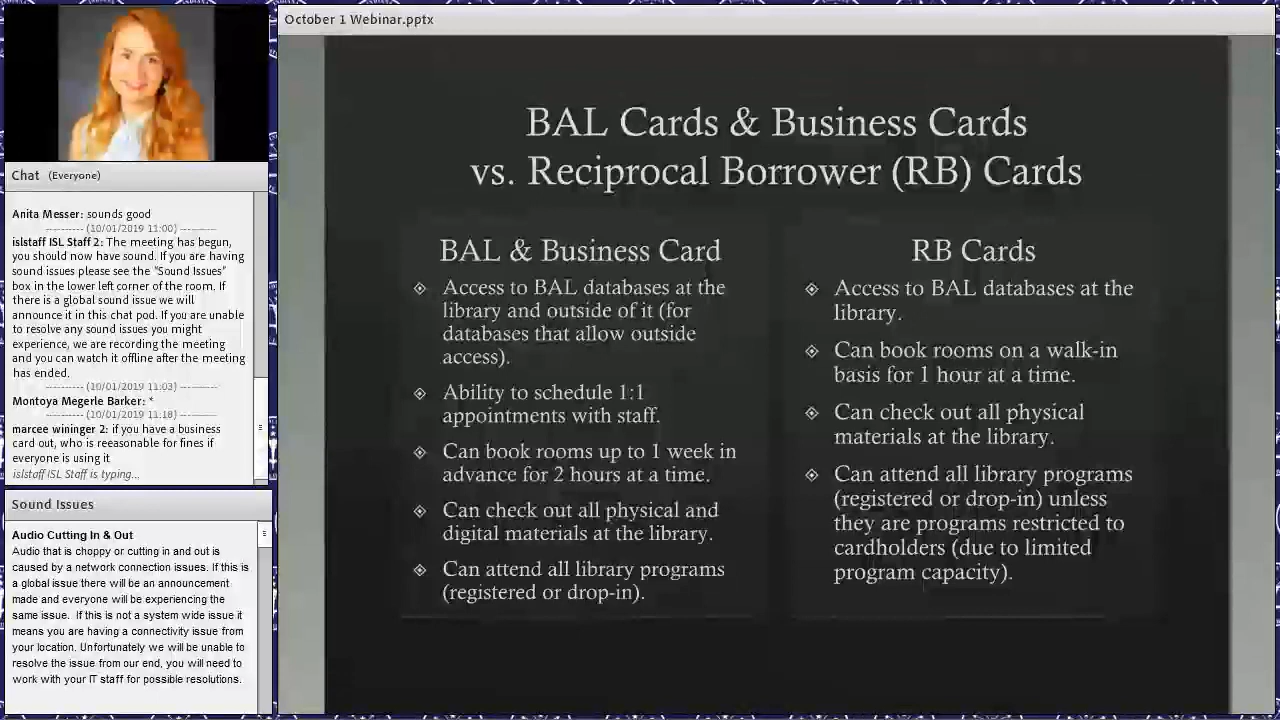 October 1 Webinar.pptx
Chat (Everyone)
Anita Messer: sounds good
---------- (10/01/2019 11:00) ----------
islstaff ISL Staff 2: The meeting has begun,
you should now have sound. If you are having
sound issues please see the "Sound Issues"
box in the lower left corner of the room. If
there is a global sound issue we will
announce it in this chat pod. If you are unable
to resolve any sound issues you might
experience, we are recording the meeting
and you can watch it offline after the meeting
has ended.
---------- (10/01/2019 11:03) ----------
Montoya Megerle Barker: *
---------- (10/01/2019 11:18) ----------
marcee wininger 2: if you have a business
card out, who is reeasonable for fines if
everyone is using it
islstaff ISL Staff is typing...
Sound Issues
Audio Cutting In & Out
Audio that is choppy or cutting in and out is
caused by a network connection issues. If this is
a global issue there will be an announcement
made and everyone will be experiencing the
same issue. If this is not a system wide issue it
means you are having a connectivity issue from
your location. Unfortunately we will be unable to
resolve the issue from our end, you will need to
work with your IT staff for possible resolutions.
BAL Cards & Business Cards
vs. Reciprocal Borrower (RB) Cards
BAL & Business Card
Access to BAL databases at the
library and outside of it (for
databases that allow outside
access).
Ability to schedule 1:1
appointments with staff.
Can book rooms up to 1 week in
advance for 2 hours at a time.
Can check out all physical and
digital materials at the library.
Can attend all library programs
(registered or drop-in).
RB Cards
Access to BAL databases at the
library.
Can book rooms on a walk-in
basis for 1 hour at a time.
Can check out all physical
materials at the library.
Can attend all library programs
(registered or drop-in) unless
they are programs restricted to
cardholders (due to limited
program capacity).